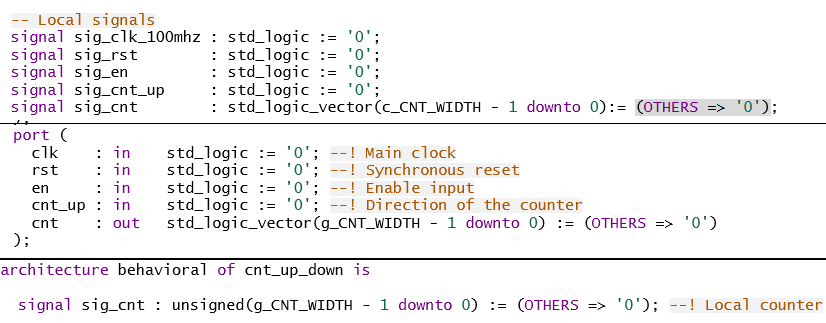 -- Local signals
signal sig_clk_100mhz : std_logic := '0';
signal sig_rst        : std_logic := '0';
signal sig_en         : std_logic := '0';
signal sig_cnt_up     : std_logic := '0';
signal sig_cnt        : std_logic_vector(c_CNT_WIDTH - 1 downto 0):= (OTHERS => '0');
port (
  clk    : in    std_logic := '0'; --! Main clock
  rst    : in    std_logic := '0'; --! Synchronous reset
  en     : in    std_logic := '0'; --! Enable input
  cnt_up : in    std_logic := '0'; --! Direction of the counter
  cnt    : out   std_logic_vector(g_CNT_WIDTH - 1 downto 0) := (OTHERS => '0')
);
architecture behavioral of cnt_up_down is
  signal sig_cnt : unsigned(g_CNT_WIDTH - 1 downto 0) := (OTHERS => '0'); --! Local counter